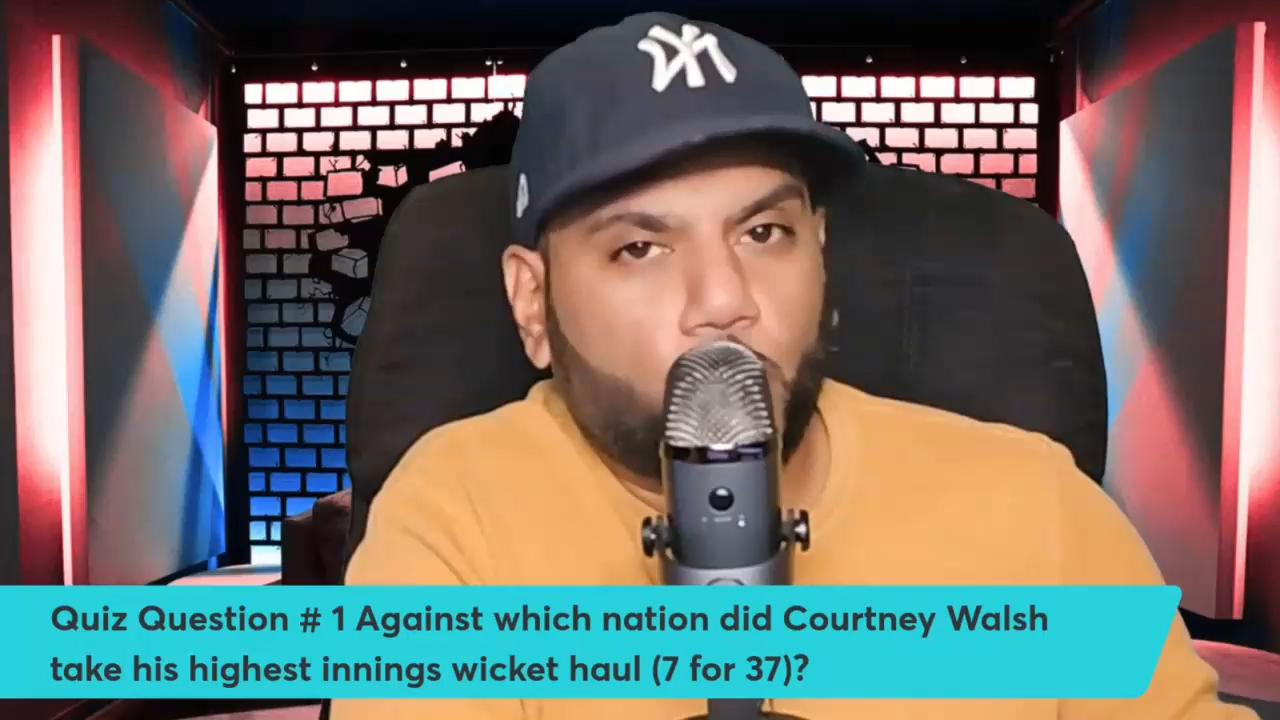 Quiz Question # 1 Against which nation did Courtney Walsh
take his highest innings wicket haul (7 for 37)?